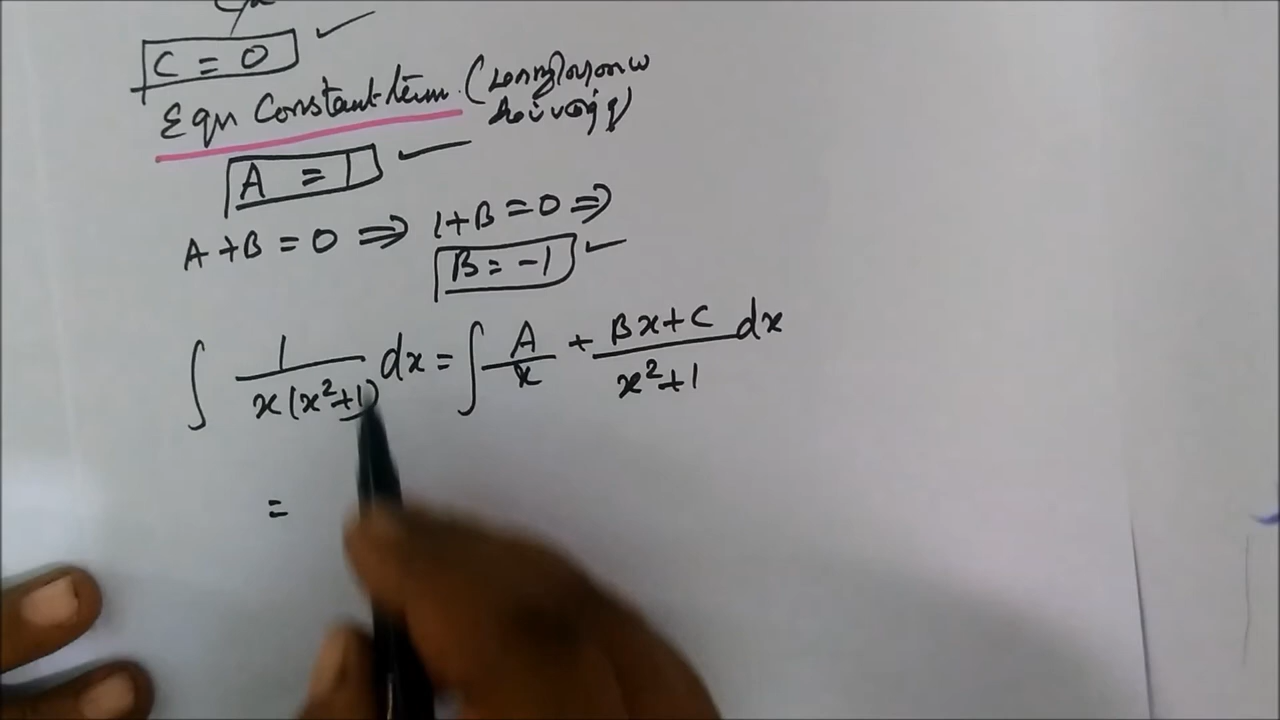 C = 0
Eqn Constant term (
A = 1
A + B = 0 ⇒ 1 + B = 0 ⇒
B = -1
∫ 1/(x(x²+1)) dx = ∫ A/x + (Bx+C)/(x²+1) dx
=